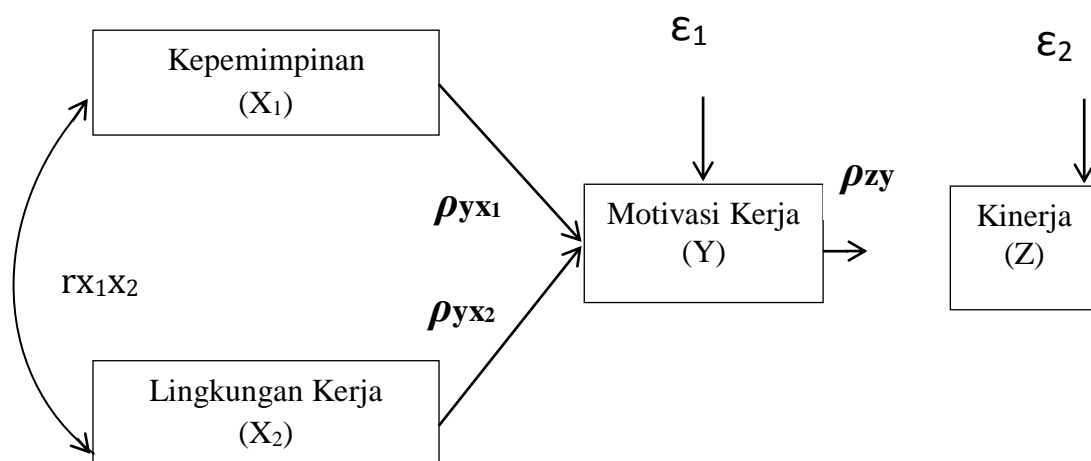 ε₁
ε₂
Kepemimpinan
(X₁)
ρyx₁
ρzy
Motivasi Kerja
(Y)
Kinerja
(Z)
rx₁x₂
ρyx₂
Lingkungan Kerja
(X₂)